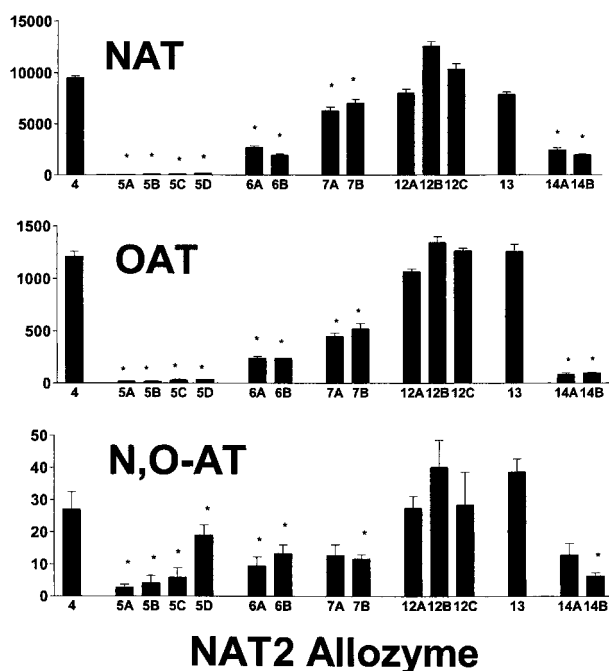 NAT
15000
10000
5000
0
* * * * * * * * * *
4 5A 5B 5C 5D 6A 6B 7A 7B 12A 12B 12C 13 14A 14B
OAT
1500
1000
500
0
* * * * * * * * * *
4 5A 5B 5C 5D 6A 6B 7A 7B 12A 12B 12C 13 14A 14B
N,O-AT
50
40
30
20
10
0
* * * * * * * *
4 5A 5B 5C 5D 6A 6B 7A 7B 12A 12B 12C 13 14A 14B
NAT2 Allozyme